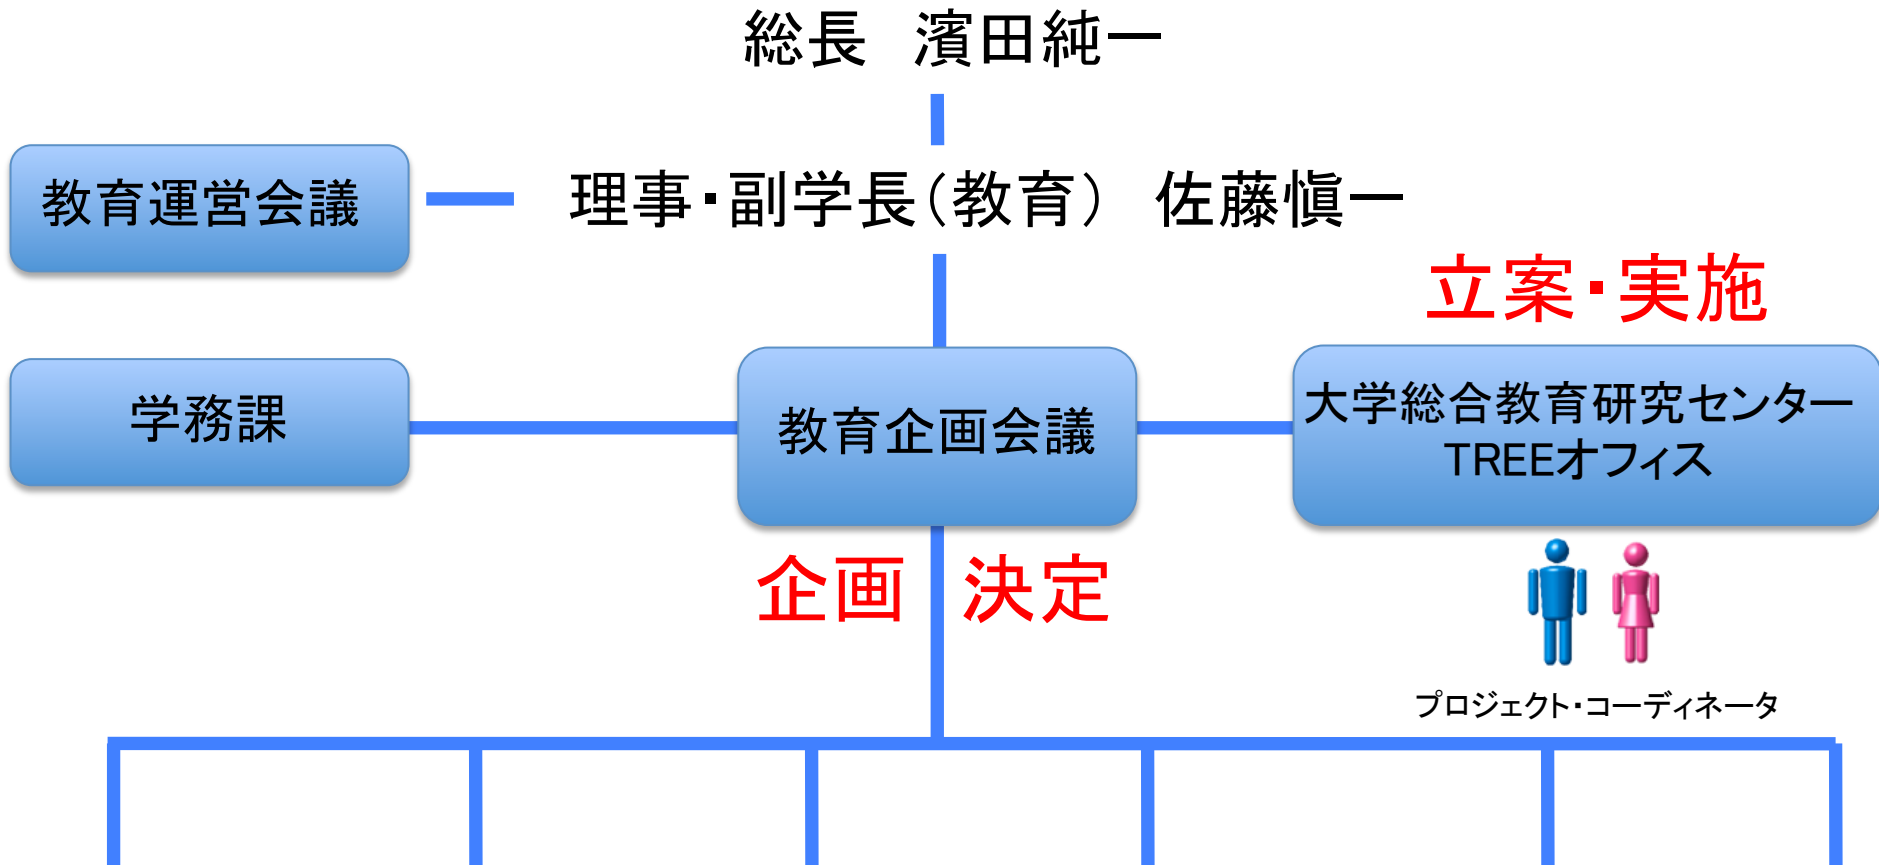 総長　濱田純一
教育運営会議
理事・副学長（教育）　佐藤愼一
立案・実施
学務課
教育企画会議
大学総合教育研究センター
TREEオフィス
企画　決定
プロジェクト・コーディネータ